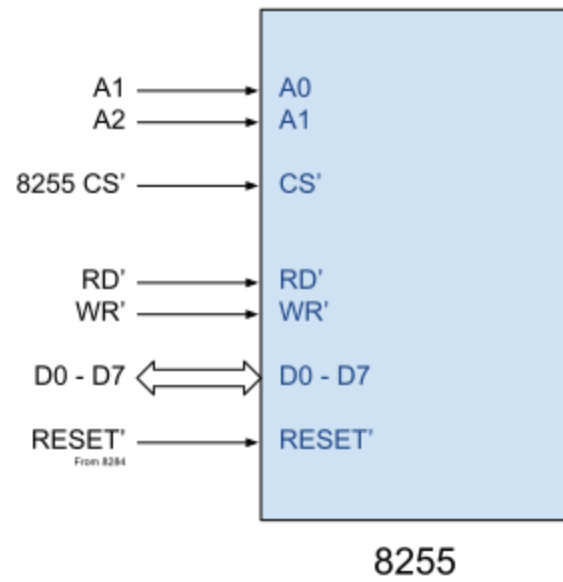 A1 A0
A2 A1
8255 CS' CS'
RD' RD'
WR' WR'
D0 - D7 D0 - D7
RESET' RESET'
From 8284
8255